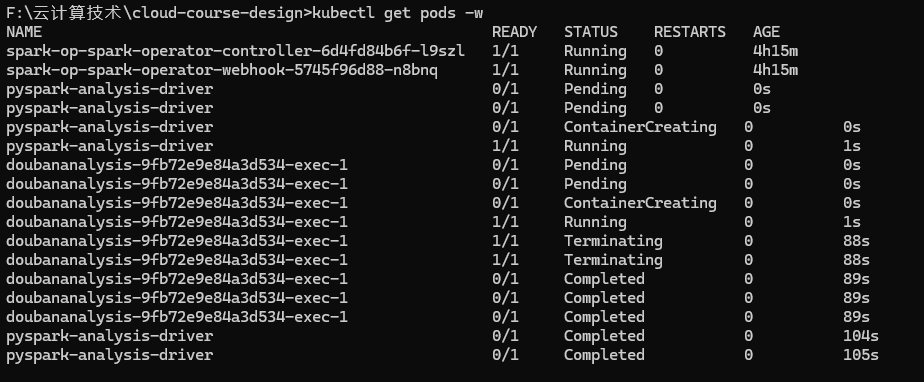 F:\云计算技术\cloud-course-design>kubectl get pods -w
NAME READY STATUS RESTARTS AGE
spark-op-spark-operator-controller-6d4fd84b6f-l9szl 1/1 Running 0 4h15m
spark-op-spark-operator-webhook-5745f96d88-n8bnq 1/1 Running 0 4h15m
pyspark-analysis-driver 0/1 Pending 0 0s
pyspark-analysis-driver 0/1 Pending 0 0s
pyspark-analysis-driver 0/1 ContainerCreating 0 0s
pyspark-analysis-driver 1/1 Running 0 1s
doubananalysis-9fb72e9e84a3d534-exec-1 0/1 Pending 0 0s
doubananalysis-9fb72e9e84a3d534-exec-1 0/1 Pending 0 0s
doubananalysis-9fb72e9e84a3d534-exec-1 0/1 ContainerCreating 0 0s
doubananalysis-9fb72e9e84a3d534-exec-1 1/1 Running 0 1s
doubananalysis-9fb72e9e84a3d534-exec-1 1/1 Terminating 0 88s
doubananalysis-9fb72e9e84a3d534-exec-1 1/1 Terminating 0 88s
doubananalysis-9fb72e9e84a3d534-exec-1 0/1 Completed 0 89s
doubananalysis-9fb72e9e84a3d534-exec-1 0/1 Completed 0 89s
doubananalysis-9fb72e9e84a3d534-exec-1 0/1 Completed 0 89s
pyspark-analysis-driver 0/1 Completed 0 104s
pyspark-analysis-driver 0/1 Completed 0 105s